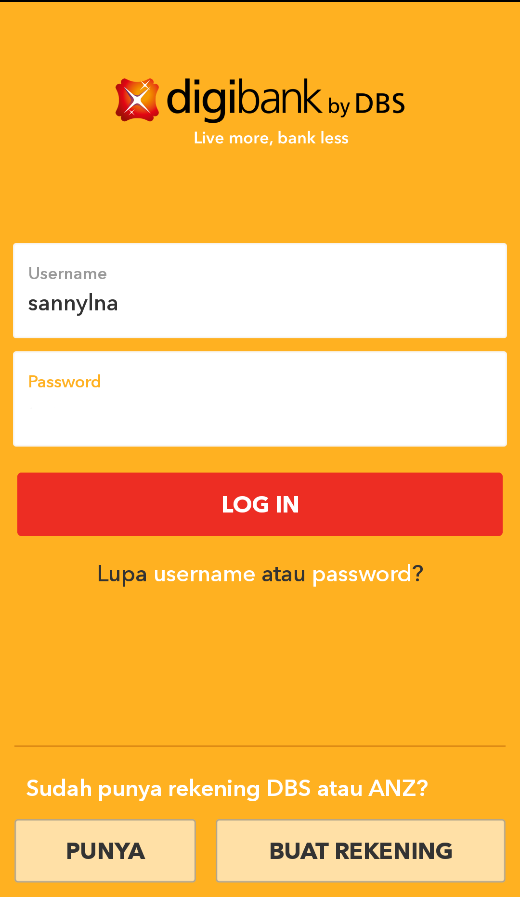 digibank by DBS
Live more, bank less
Username
sannylna
Password
LOG IN
Lupa username atau password?
Sudah punya rekening DBS atau ANZ?
PUNYA
BUAT REKENING